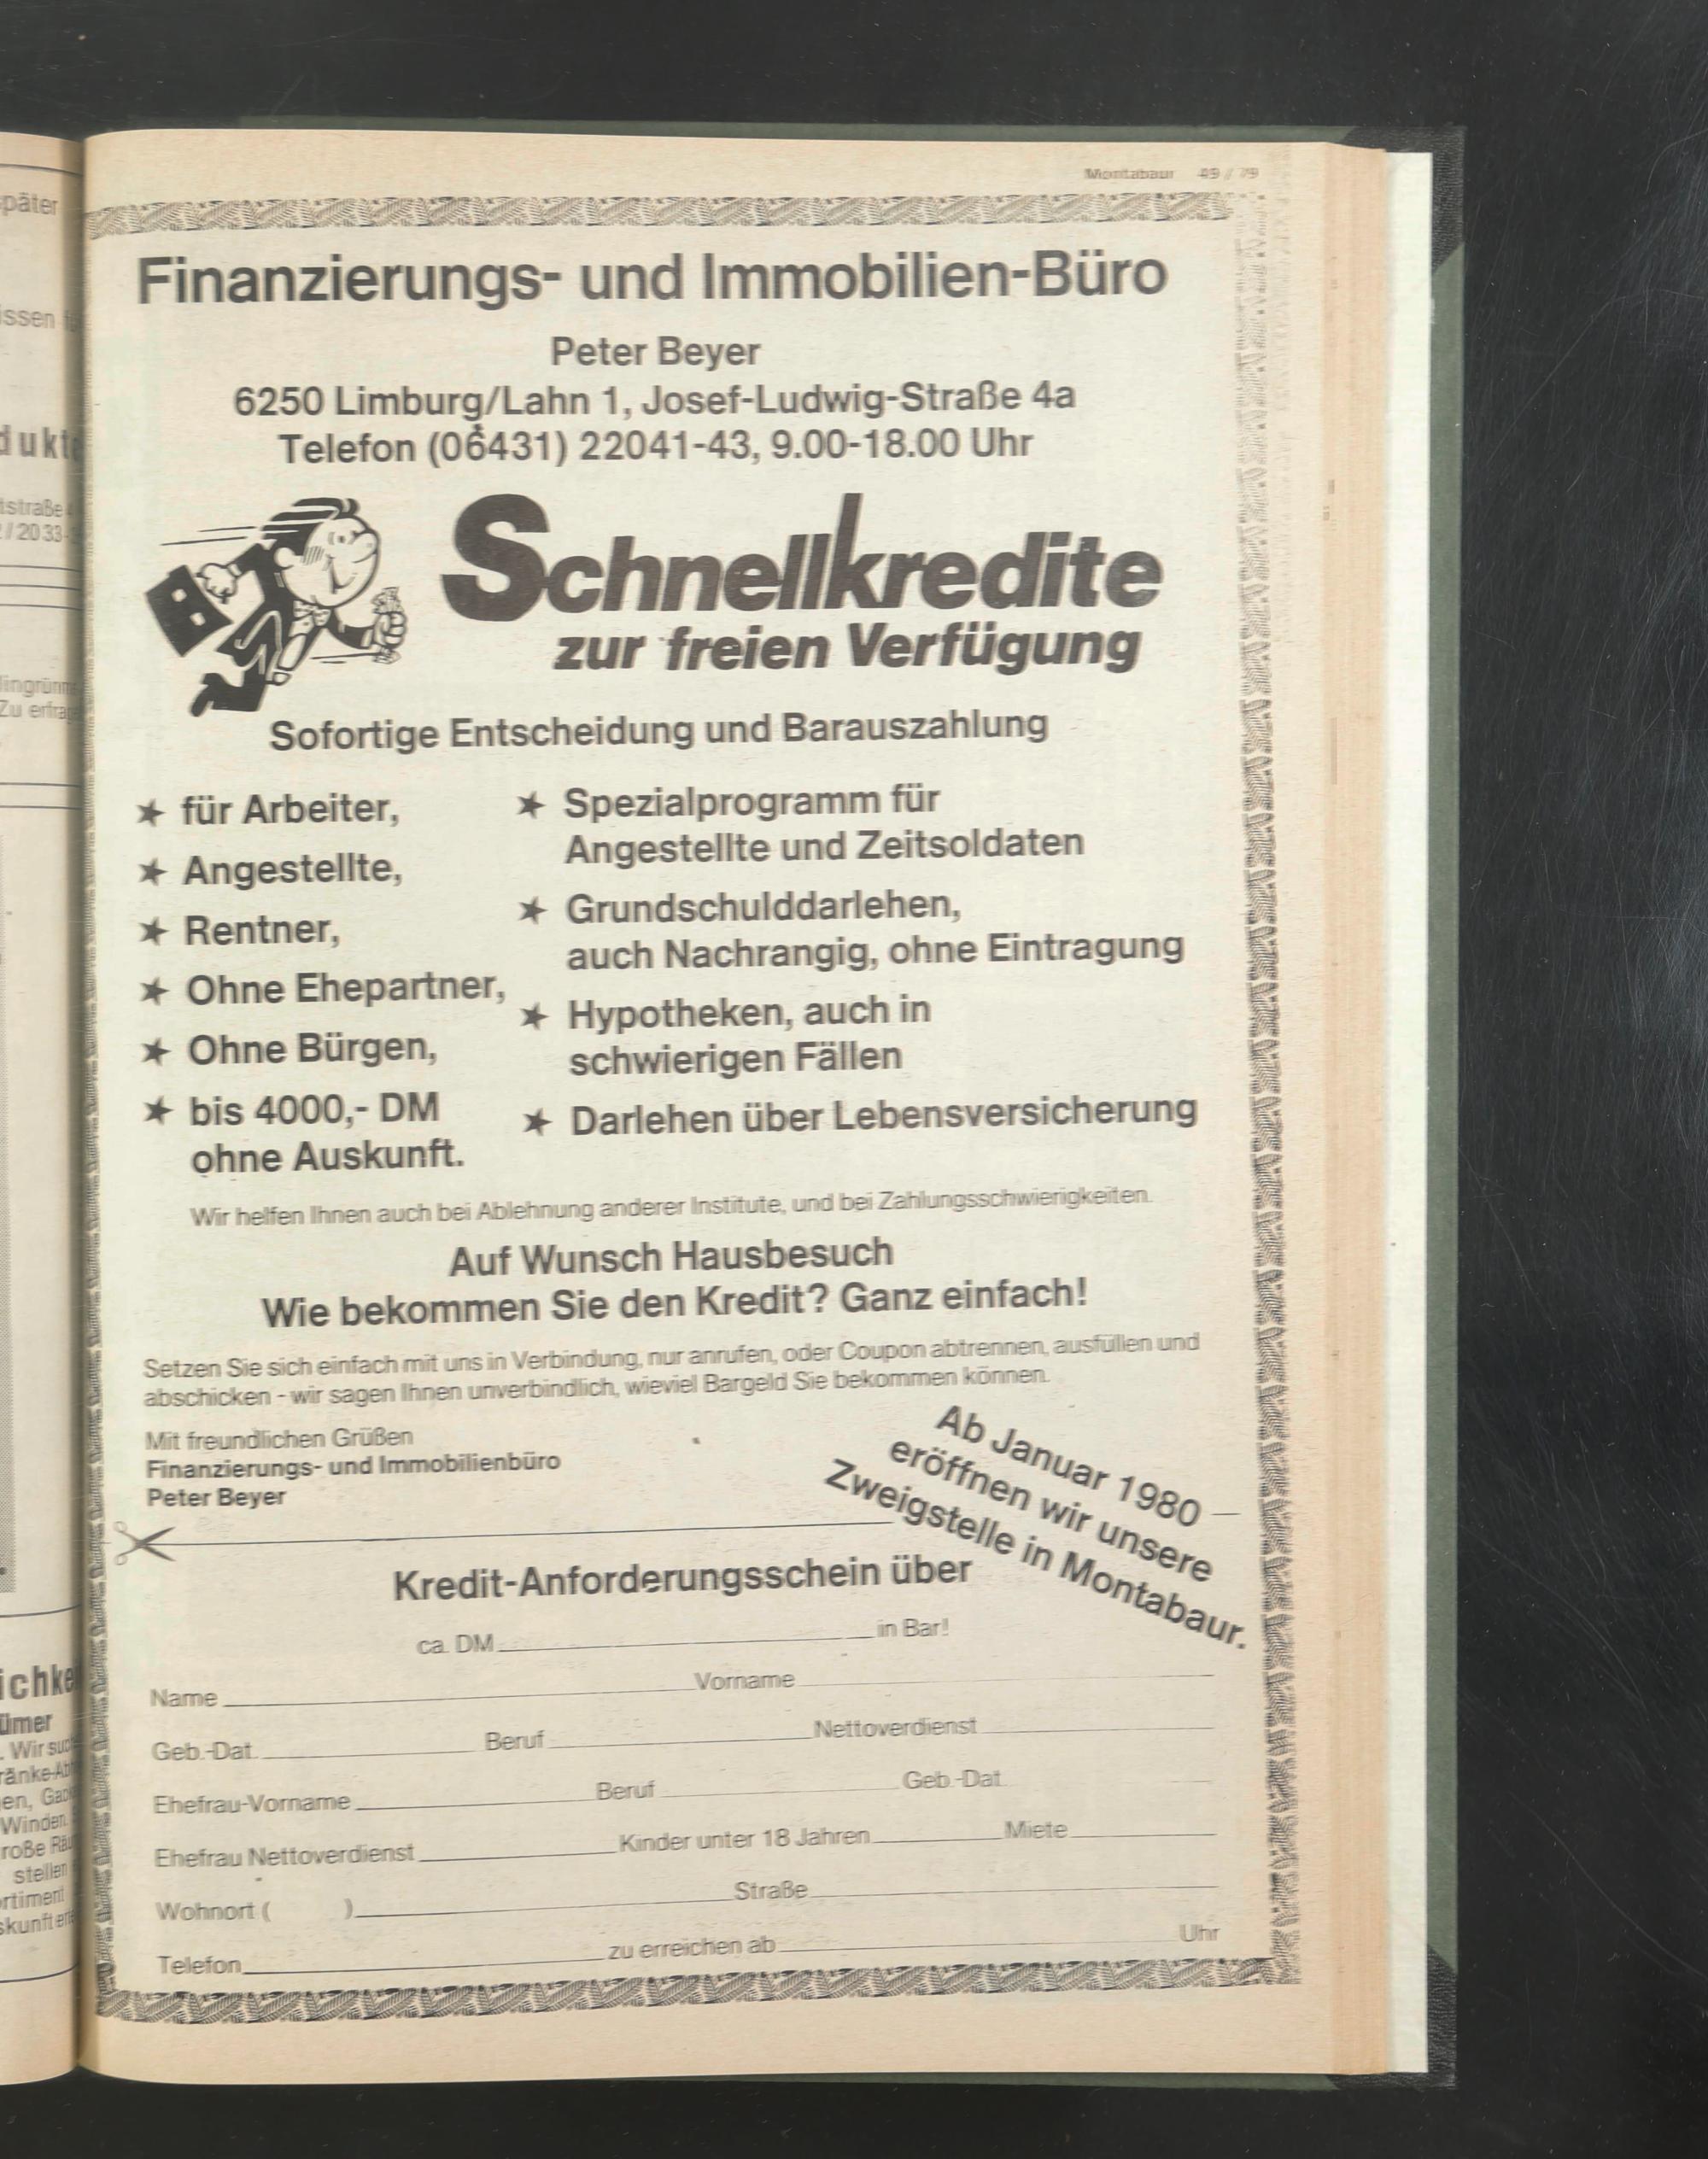 Montabaur 49 / 79
Finanzierungs- und Immobilien-Büro
Peter Beyer
6250 Limburg/Lahn 1, Josef-Ludwig-Straße 4a
Telefon (06431) 22041-43, 9.00-18.00 Uhr
Schnellkredite
zur freien Verfügung
Sofortige Entscheidung und Barauszahlung
★ für Arbeiter,
★ Angestellte,
★ Rentner,
★ Ohne Ehepartner,
★ Ohne Bürgen,
★ bis 4000,- DM
ohne Auskunft.
★ Spezialprogramm für
Angestellte und Zeitsoldaten
★ Grundschulddarlehen,
auch Nachrangig, ohne Eintragung
★ Hypotheken, auch in
schwierigen Fällen
★ Darlehen über Lebensversicherung
Wir helfen Ihnen auch bei Ablehnung anderer Institute, und bei Zahlungsschwierigkeiten.
Auf Wunsch Hausbesuch
Wie bekommen Sie den Kredit? Ganz einfach!
Setzen Sie sich einfach mit uns in Verbindung, nur anrufen, oder Coupon abtrennen, ausfüllen und
abschicken - wir sagen Ihnen unverbindlich, wieviel Bargeld Sie bekommen können.
Mit freundlichen Grüßen
Finanzierungs- und Immobilienbüro
Peter Beyer
Ab Januar 1980
eröffnen wir unsere
Zweigstelle in Montabaur.
Kredit-Anforderungsschein über
ca. DM in Bar!
Name Vorname
Geb.-Dat. Beruf Nettoverdienst
Ehefrau-Vorname Beruf Geb.-Dat.
Ehefrau Nettoverdienst Kinder unter 18 Jahren Miete
Wohnort ( ) Straße
Telefon zu erreichen ab Uhr
später
stellen